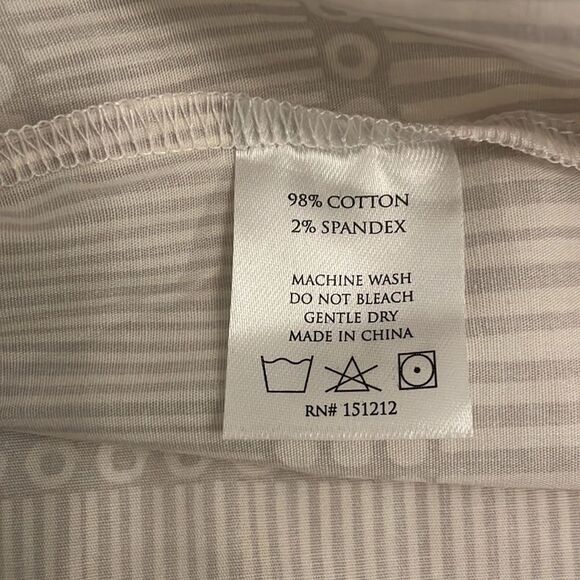 98% COTTON
2% SPANDEX
MACHINE WASH
DO NOT BLEACH
GENTLE DRY
MADE IN CHINA
RN# 151212